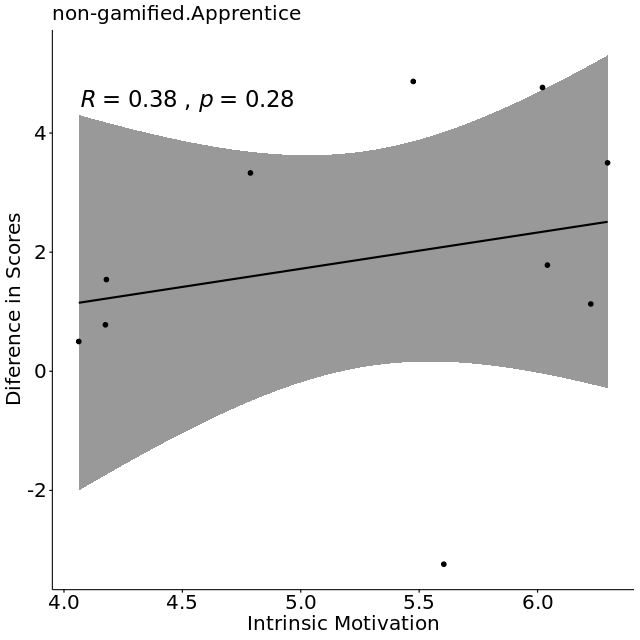 non-gamified.Apprentice
R = 0.38 , p = 0.28
4
2
0
-2
Diference in Scores
4.0 4.5 5.0 5.5 6.0
Intrinsic Motivation